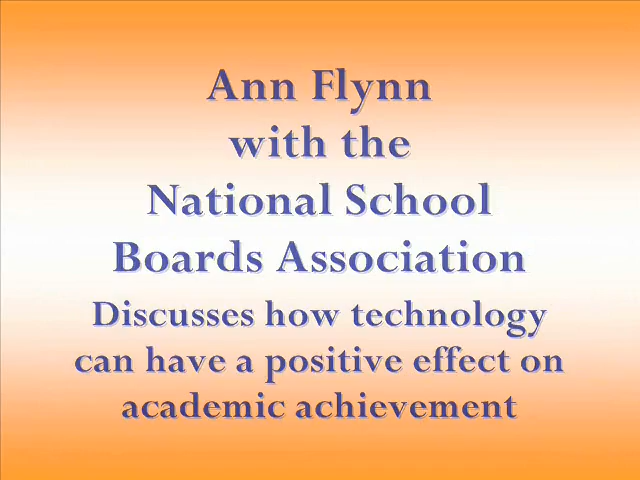 Ann Flynn
with the
National School
Boards Association
Discusses how technology
can have a positive effect on
academic achievement